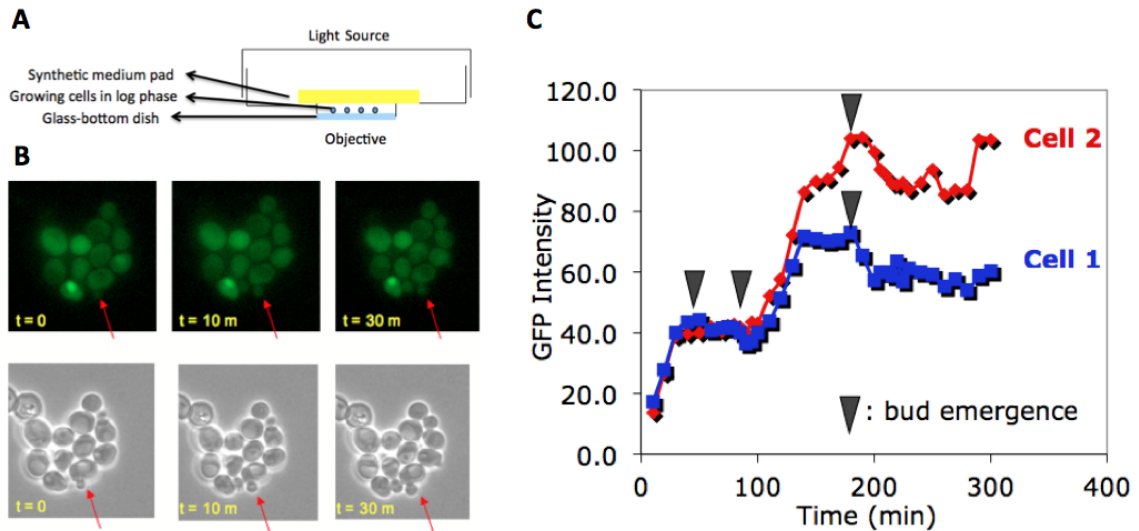 A
Light Source
Synthetic medium pad
Growing cells in log phase
Glass-bottom dish
Objective
B
t = 0
t = 10 m
t = 30 m
t = 0
t = 10 m
t = 30 m
C
GFP Intensity
120.0
100.0
80.0
60.0
40.0
20.0
0.0
Cell 2
Cell 1
: bud emergence
0
100
200
300
400
Time (min)